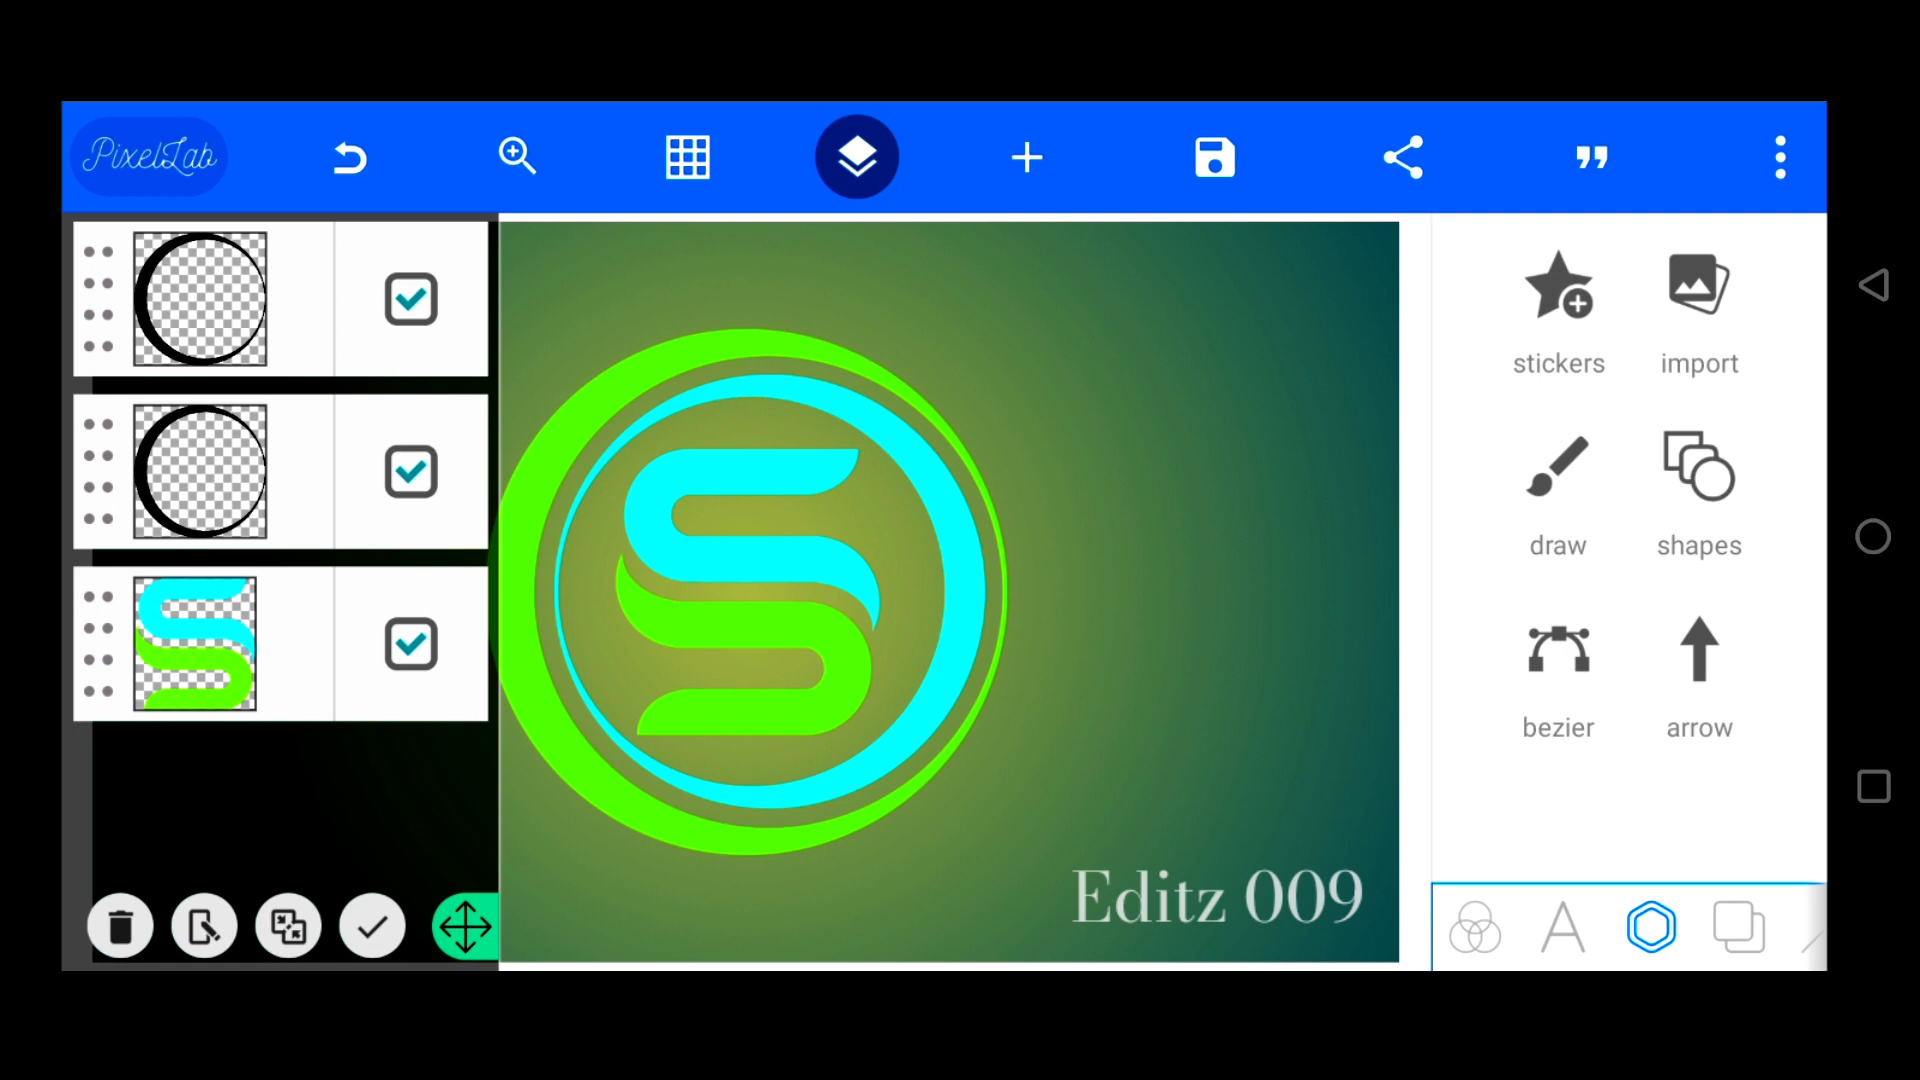 PixelLab
stickers
import
draw
shapes
bezier
arrow
Editz 009